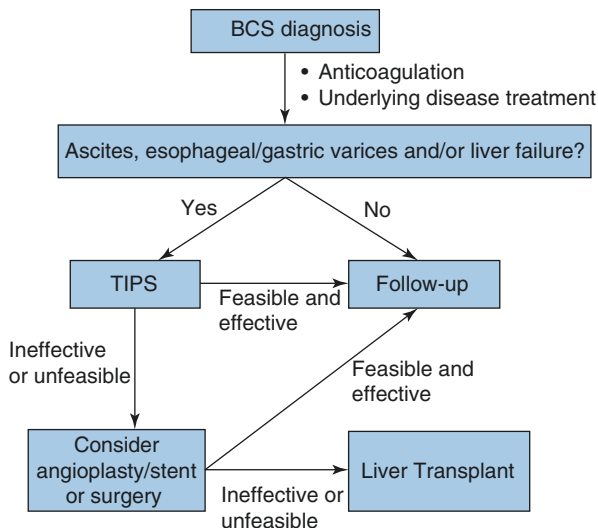 BCS diagnosis
• Anticoagulation
• Underlying disease treatment
Ascites, esophageal/gastric varices and/or liver failure?
Yes
No
TIPS
Feasible and
effective
Follow-up
Ineffective
or unfeasible
Feasible and
effective
Consider
angioplasty/stent
or surgery
Ineffective or
unfeasible
Liver Transplant